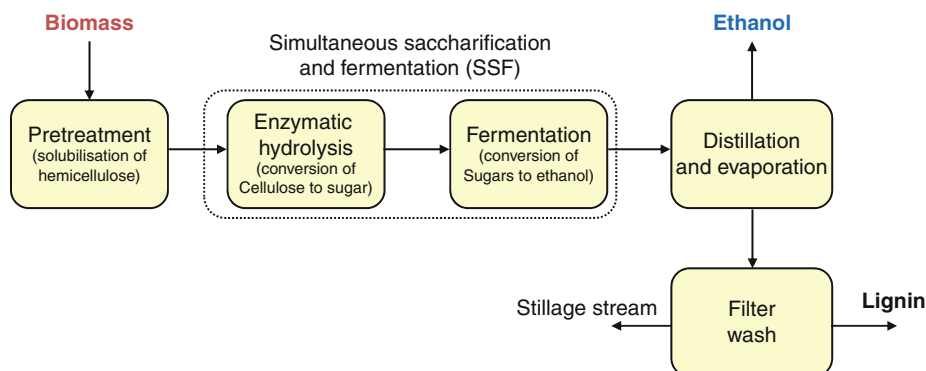 Biomass
Ethanol
Simultaneous saccharification
and fermentation (SSF)
Pretreatment
(solubilisation of
hemicellulose)
Enzymatic
hydrolysis
(conversion of
Cellulose to sugar)
Fermentation
(conversion of
Sugars to ethanol)
Distillation
and evaporation
Stillage stream
Filter
wash
Lignin